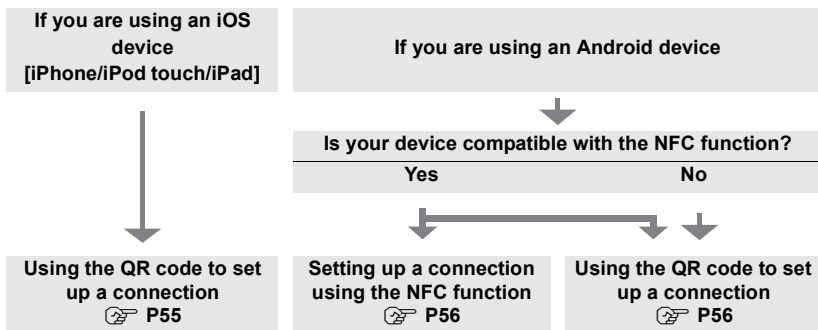 If you are using an iOS
device
[iPhone/iPod touch/iPad]
If you are using an Android device
Is your device compatible with the NFC function?
Yes
No
Using the QR code to set
up a connection
☞ P55
Setting up a connection
using the NFC function
☞ P56
Using the QR code to set
up a connection
☞ P56